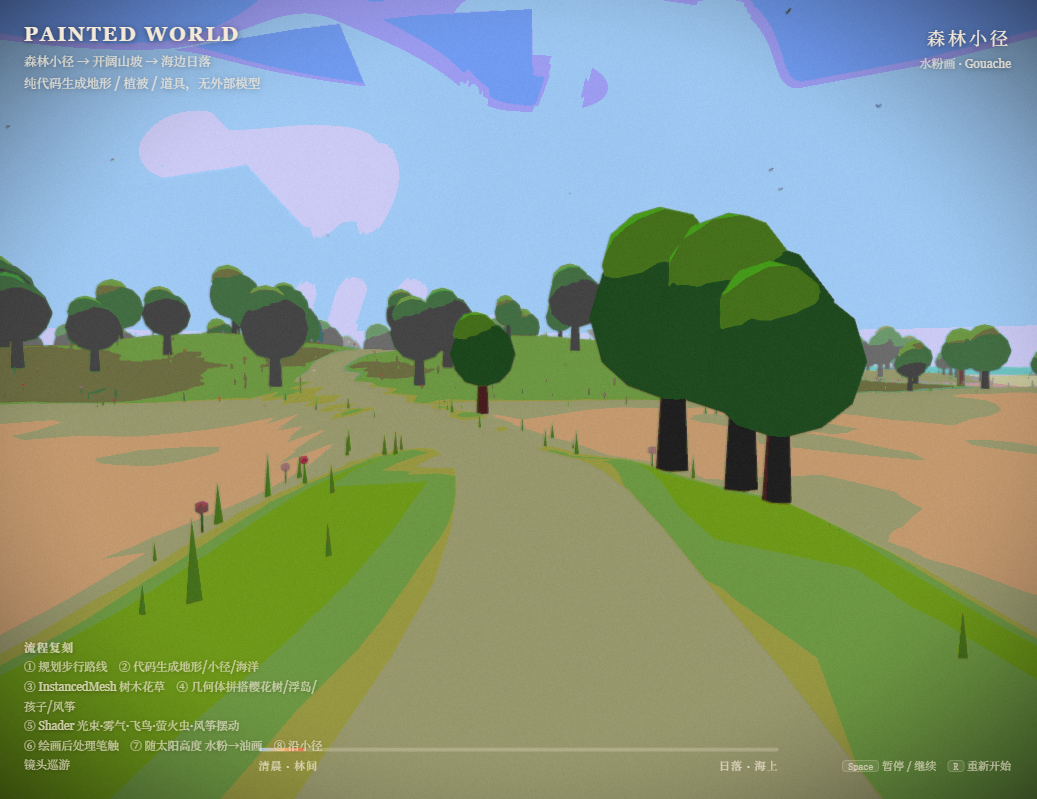 PAINTED WORLD
森林小径 → 开阔山坡 → 海边日落
纯代码生成地形 / 植被 / 道具，无外部模型
森林小径
水粉画 · Gouache
流程复刻
① 规划步行路线 ② 代码生成地形/小径/海洋
③ InstancedMesh 树木花草 ④ 几何体拼搭樱花树/浮岛/
孩子/风筝
⑤ Shader 光束·雾气·飞鸟·萤火虫·风筝摆动
⑥ 绘画后处理笔触 ⑦ 随太阳高度 水粉→油画 ⑧ 沿小径
镜头巡游
清晨 · 林间
日落 · 海上
Space 暂停 / 继续 R 重新开始